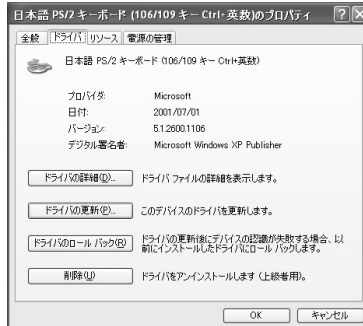 日本語 PS/2 キーボード (106/109 キー Ctrl+英数)のプロパティ
全般 ドライバ リソース 電源の管理
日本語 PS/2 キーボード (106/109 キー Ctrl+英数)
プロバイダ: Microsoft
日付: 2001/07/01
バージョン: 5.1.2600.1106
デジタル署名者: Microsoft Windows XP Publisher
ドライバの詳細(D)... ドライバ ファイルの詳細を表示します。
ドライバの更新(P)... このデバイスのドライバを更新します。
ドライバのロール バック(R) ドライバの更新後にデバイスの認識が失敗する場合、以
前にインストールしたドライバにロール バックします。
削除(U) ドライバをアンインストールします (上級者用)。
OK キャンセル